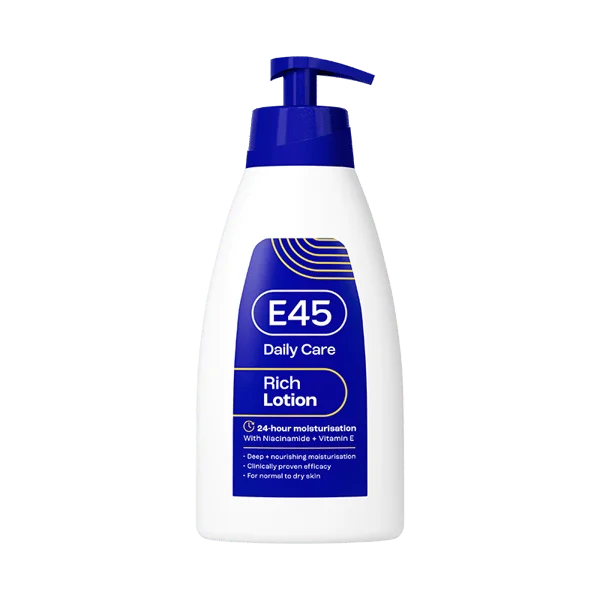 E45
Daily Care
Rich
Lotion
24-hour moisturisation
With Niacinamide + Vitamin E
• Deep + nourishing moisturisation
• Clinically proven efficacy
• For normal to dry skin